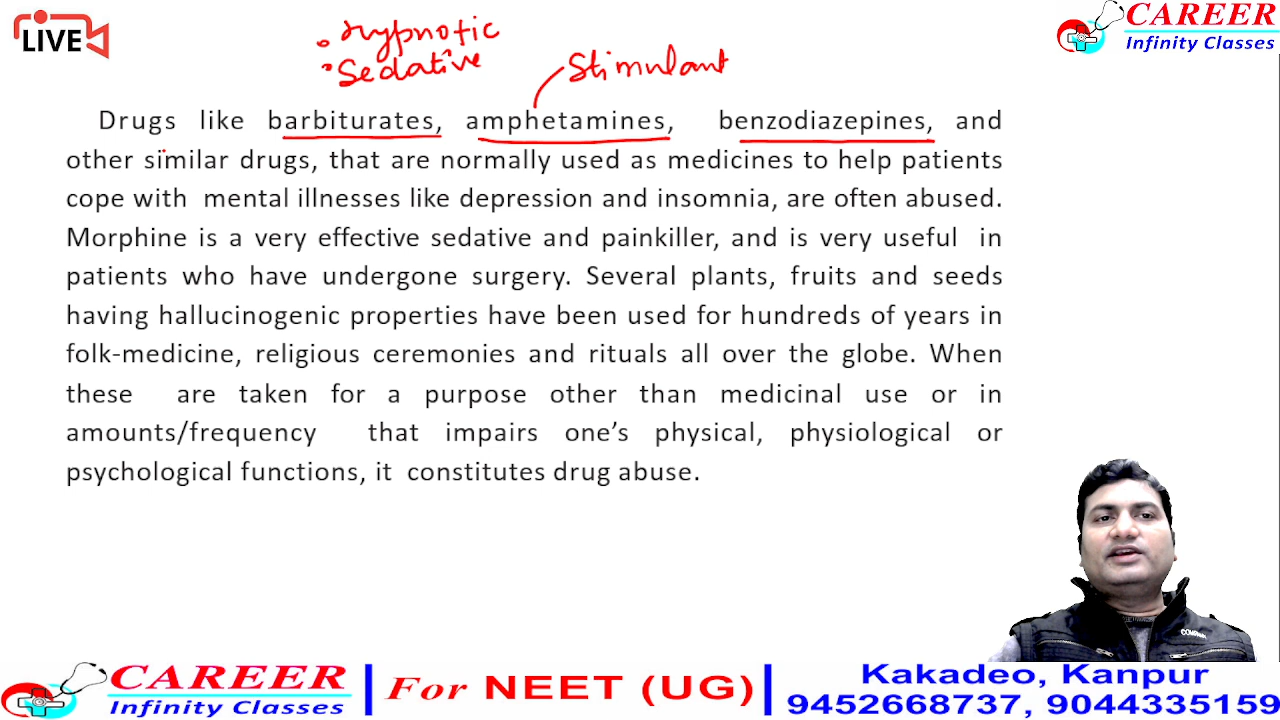 LIVE
Hypnotic
Sedative
Stimulant
CAREER
Infinity Classes
Drugs like barbiturates, amphetamines, benzodiazepines, and
other similar drugs, that are normally used as medicines to help patients
cope with mental illnesses like depression and insomnia, are often abused.
Morphine is a very effective sedative and painkiller, and is very useful in
patients who have undergone surgery. Several plants, fruits and seeds
having hallucinogenic properties have been used for hundreds of years in
folk-medicine, religious ceremonies and rituals all over the globe. When
these are taken for a purpose other than medicinal use or in
amounts/frequency that impairs one’s physical, physiological or
psychological functions, it constitutes drug abuse.
COMPANY
CAREER
Infinity Classes
For NEET (UG)
Kakadeo, Kanpur
9452668737, 9044335159